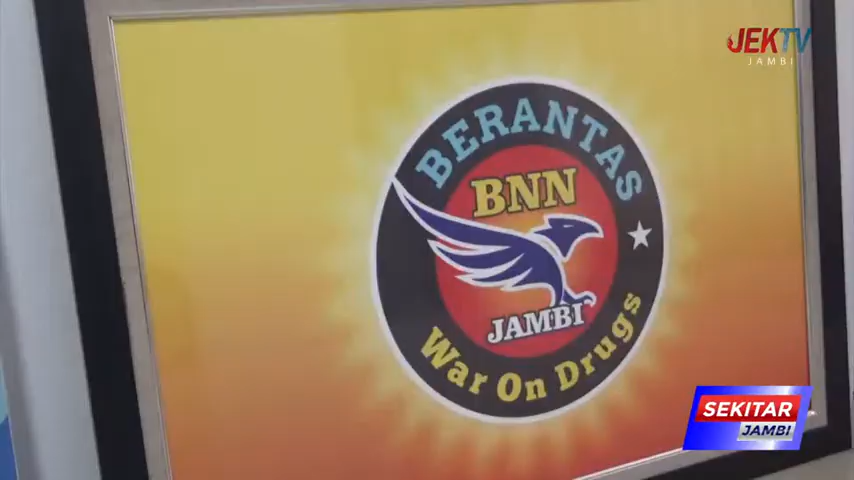 JEKTV
JAMBI
BERANTAS
BNN
JAMBI
War On Drugs
SEKITAR
JAMBI